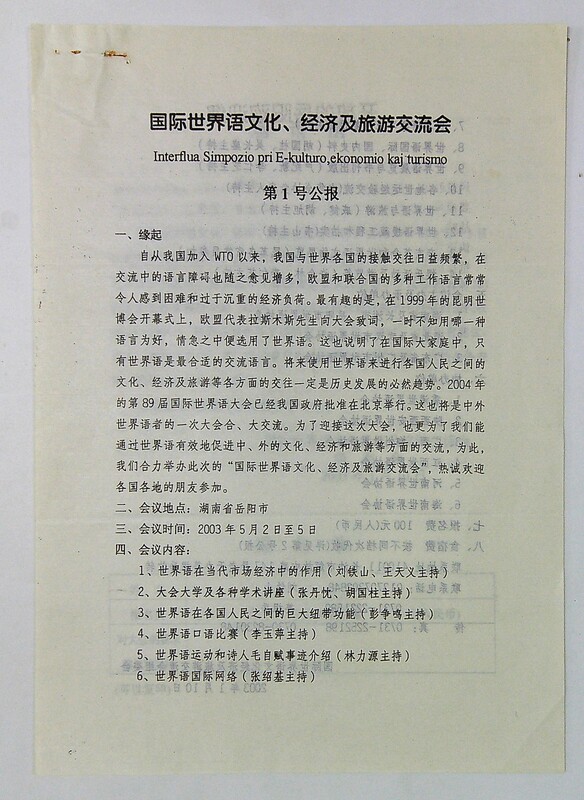 国际世界语文化、经济及旅游交流会
Interflua Simpozio pri E-kulturo,ekonomio kaj turismo
第1号公报
一、缘起
自从我国加入 WTO 以来，我国与世界各国的接触交往日益频繁，在
交流中的语言障碍也随之愈见增多，欧盟和联合国的多种工作语言常常
令人感到困难和过于沉重的经济负荷。最有趣的是，在 1999 年的昆明世
博会开幕式上，欧盟代表拉斯木斯先生向大会致词，一时不知用哪一种
语言为好，情急之中便选用了世界语。这也说明了在国际大家庭中，只
有世界语是最合适的交流语言。将来使用世界语来进行各国人民之间的
文化、经济及旅游等各方面的交往一定是历史发展的必然趋势。2004 年
的第 89 届国际世界语大会已经我国政府批准在北京举行。这也将是中外
世界语者的一次大会合、大交流。为了迎接这次大会，也更为了我们能
通过世界语有效地促进中、外的文化、经济和旅游等方面的交流，为此，
我们合力举办此次的“国际世界语文化、经济及旅游交流会”，热诚欢迎
各国各地的朋友参加。
二、会议地点：湖南省岳阳市
三、会议时间：2003 年 5 月 2 日至 5 日
四、会议内容：
1、世界语在当代市场经济中的作用（刘铁山、王天义主持）
2、大会大学及各种学术讲座（张丹忱、胡国柱主持）
3、世界语在各国人民之间的巨大纽带功能（彭争鸣主持）
4、世界语口语比赛（李玉萍主持）
5、世界语运动和诗人毛自赋事迹介绍（林力源主持）
6、世界语国际网络（张绍基主持）